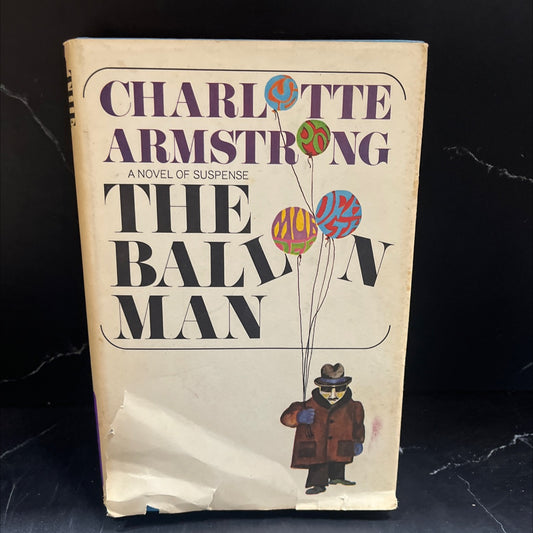 CHARLOTTE
ARMSTRONG
A NOVEL OF SUSPENSE
THE
BALLOON
MAN